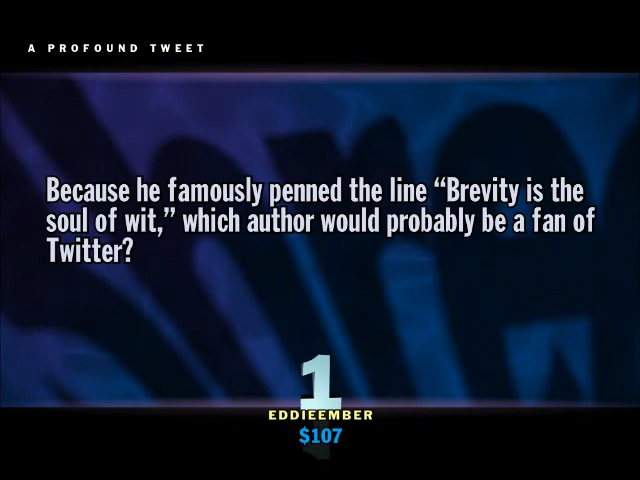 A PROFOUND TWEET
Because he famously penned the line “Brevity is the
soul of wit,” which author would probably be a fan of
Twitter?
1
EDDIEEMBER
$107